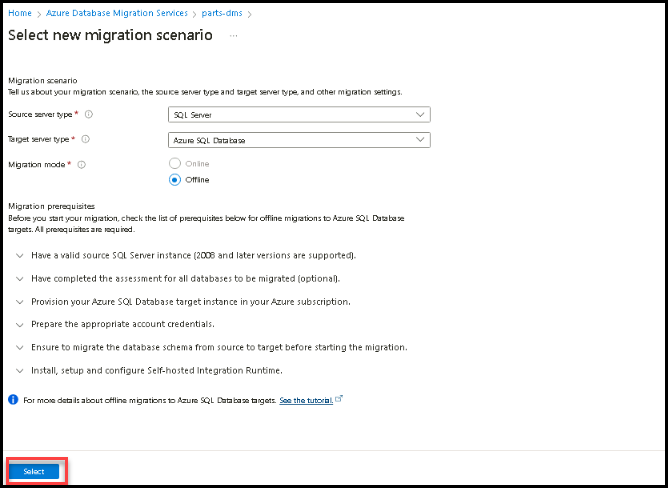 Home > Azure Database Migration Services > parts-dms >
Select new migration scenario ...
Migration scenario
Tell us about your migration scenario, the source server type and target server type, and other migration settings.
Source server type * SQL Server
Target server type * Azure SQL Database
Migration mode * Online
Offline
Migration prerequisites
Before you start your migration, check the list of prerequisites below for offline migrations to Azure SQL Database
targets. All prerequisites are required.
Have a valid source SQL Server instance (2008 and later versions are supported).
Have completed the assessment for all databases to be migrated (optional).
Provision your Azure SQL Database target instance in your Azure subscription.
Prepare the appropriate account credentials.
Ensure to migrate the database schema from source to target before starting the migration.
Install, setup and configure Self-hosted Integration Runtime.
For more details about offline migrations to Azure SQL Database targets. See the tutorial.
Select